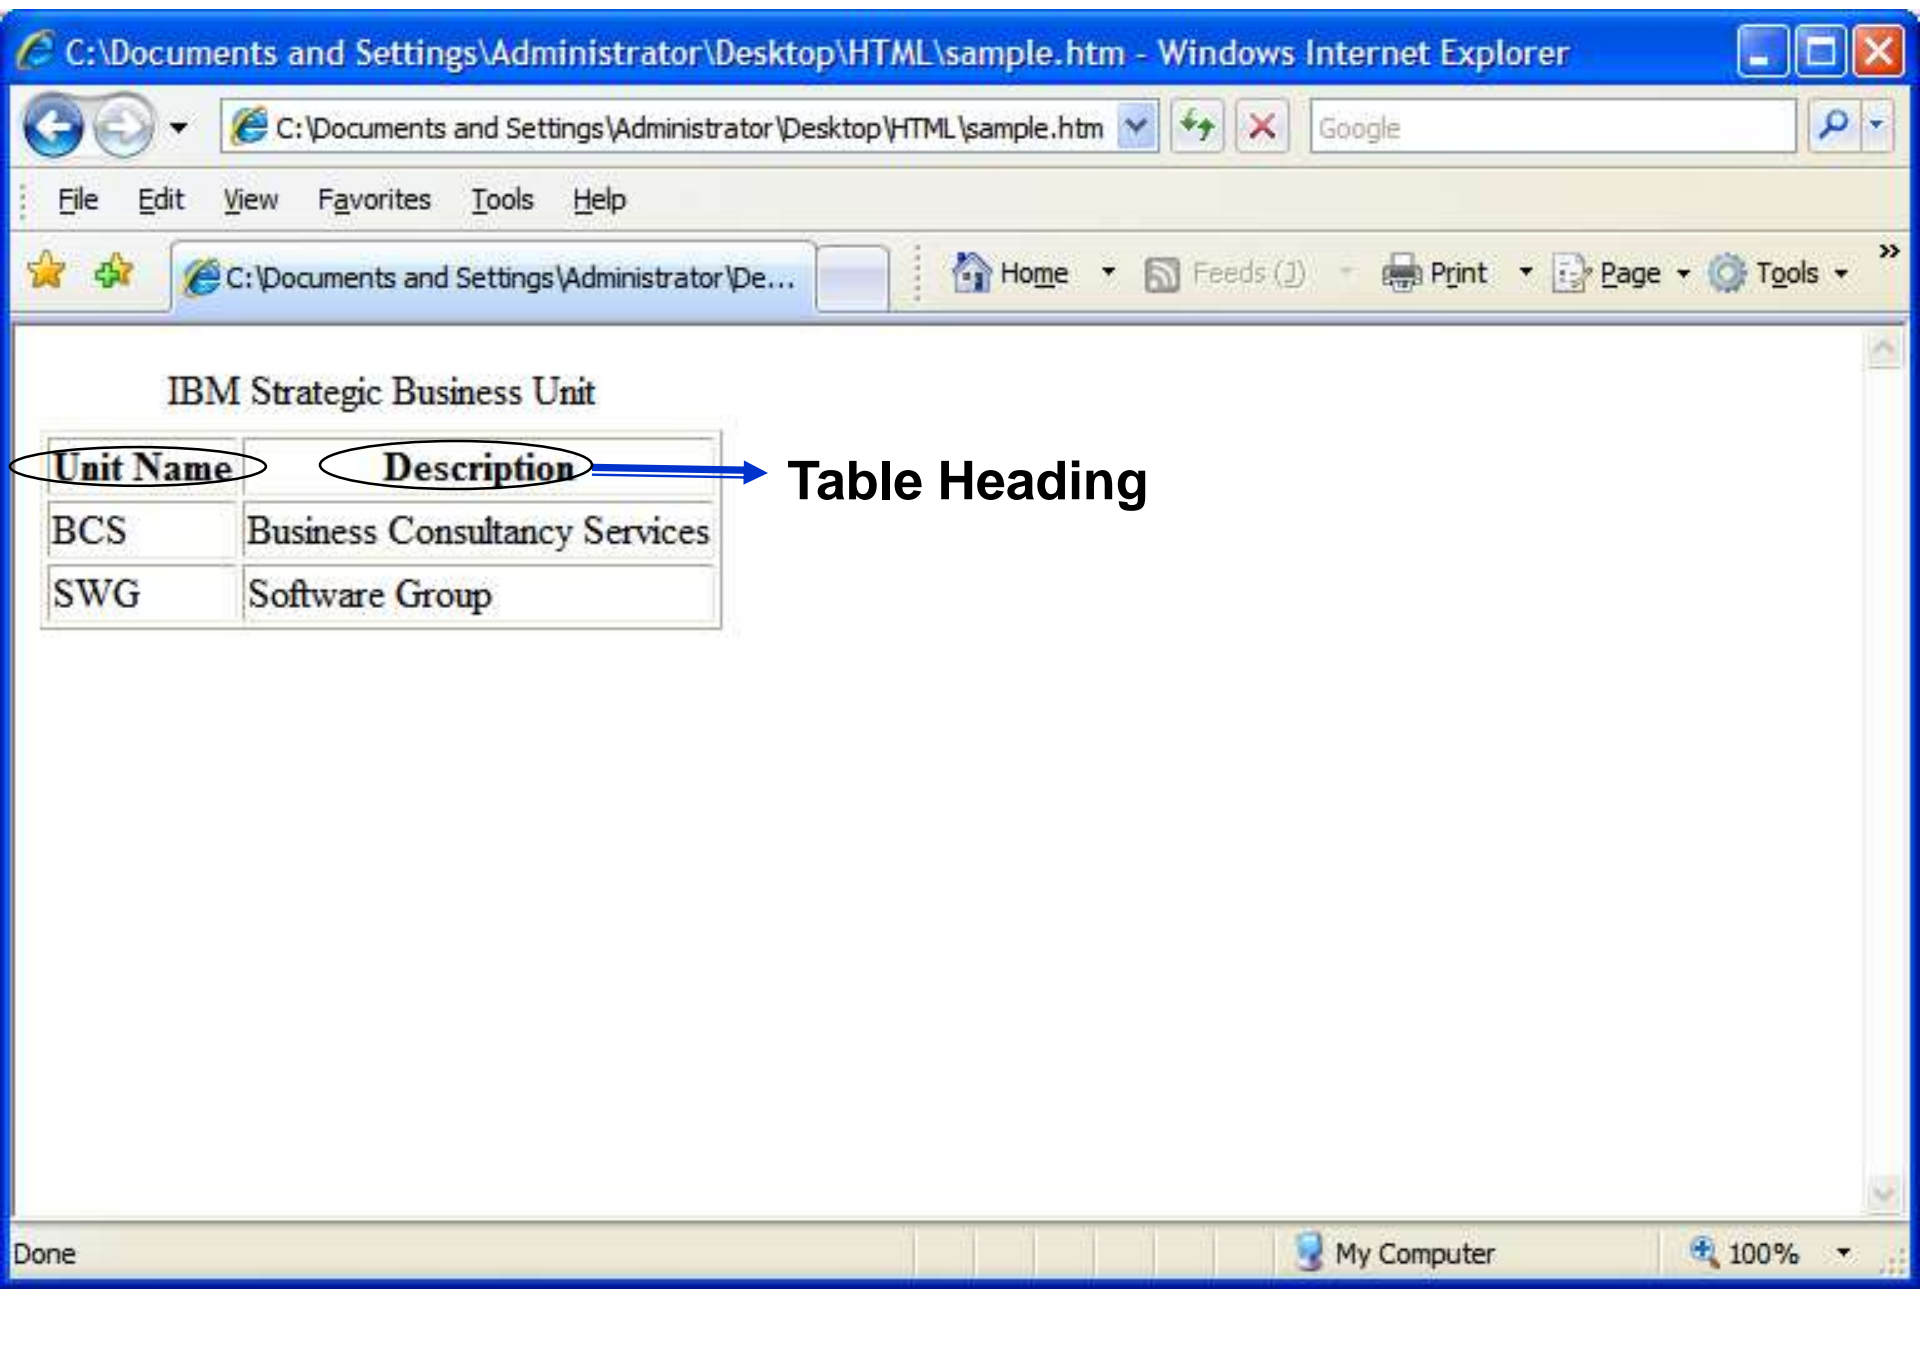 C:\Documents and Settings\Administrator\Desktop\HTML\sample.htm - Windows Internet Explorer
C:\Documents and Settings\Administrator\Desktop\HTML\sample.htm Google
File Edit View Favorites Tools Help
C:\Documents and Settings\Administrator\De... Home Feeds (J) Print Page Tools »
IBM Strategic Business Unit
Unit Name Description Table Heading
BCS Business Consultancy Services
SWG Software Group
Done My Computer 100%